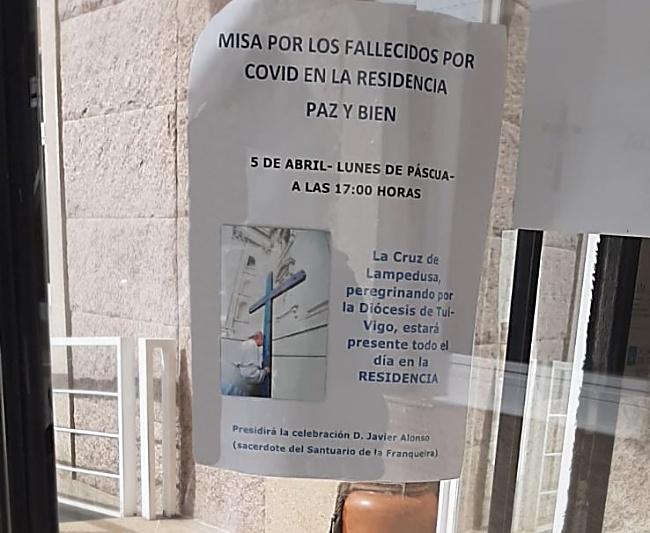 MISA POR LOS FALLECIDOS POR
COVID EN LA RESIDENCIA
PAZ Y BIEN
5 DE ABRIL- LUNES DE PÁSCUA-
A LAS 17:00 HORAS
La Cruz de
Lampedusa,
peregrinando por
la Diócesis de Tui-
Vigo, estará
presente todo el
día en la
RESIDENCIA
Presidirá la celebración D. Javier Alonso
(sacerdote del Santuario de la Franqueira)